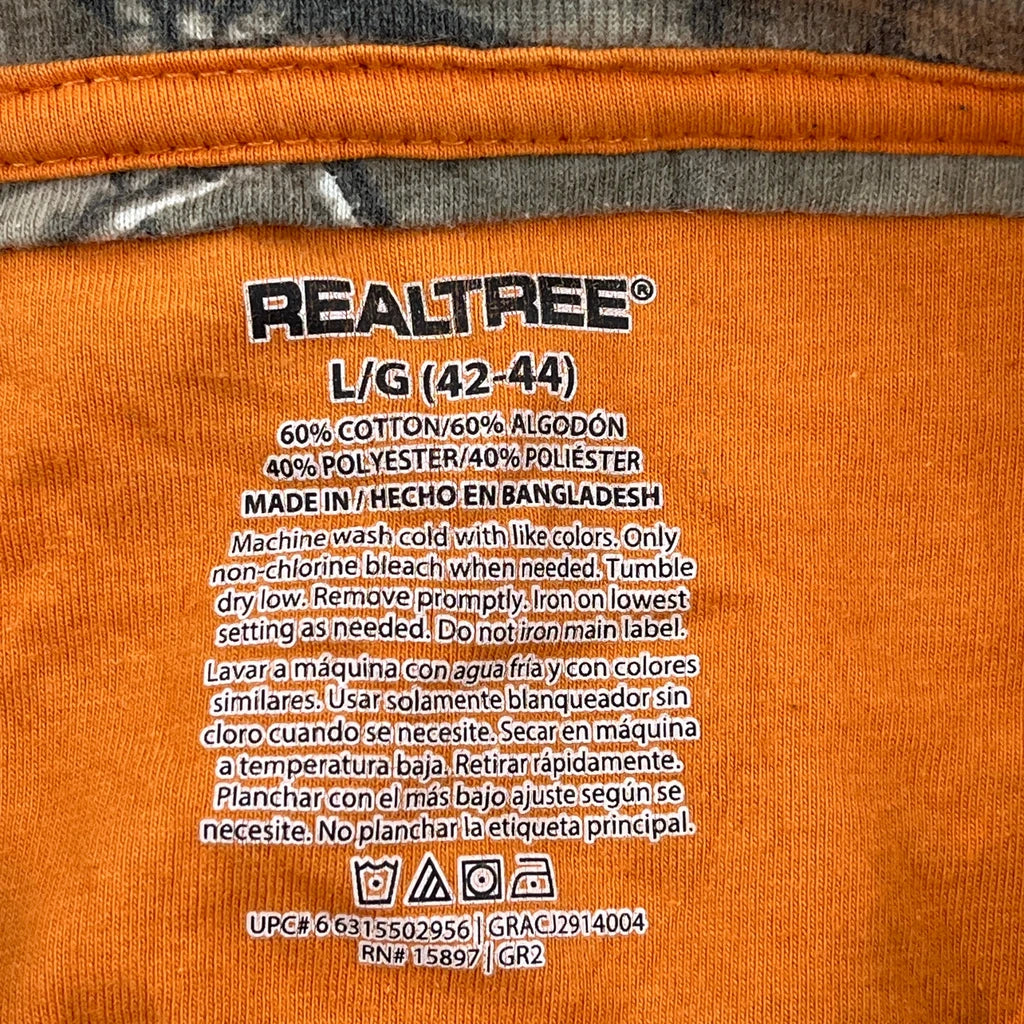 REALTREE®
L/G (42-44)
60% COTTON/60% ALGODÓN
40% POLYESTER/40% POLIÉSTER
MADE IN / HECHO EN BANGLADESH
Machine wash cold with like colors. Only
non-chlorine bleach when needed. Tumble
dry low. Remove promptly. Iron on lowest
setting as needed. Do not iron main label.
Lavar a máquina con agua fría y con colores
similares. Usar solamente blanqueador sin
cloro cuando se necesite. Secar en máquina
a temperatura baja. Retirar rápidamente.
Planchar con el más bajo ajuste según se
necesite. No planchar la etiqueta principal.
UPC# 6 6315502956 | GRACJ2914004
RN# 15897 | GR2